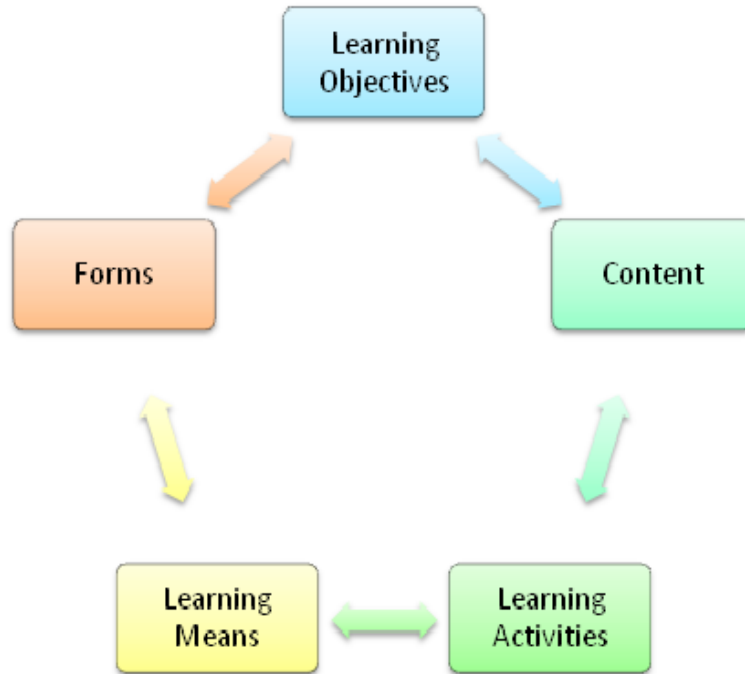 Learning
Objectives
Forms
Content
Learning
Means
Learning
Activities